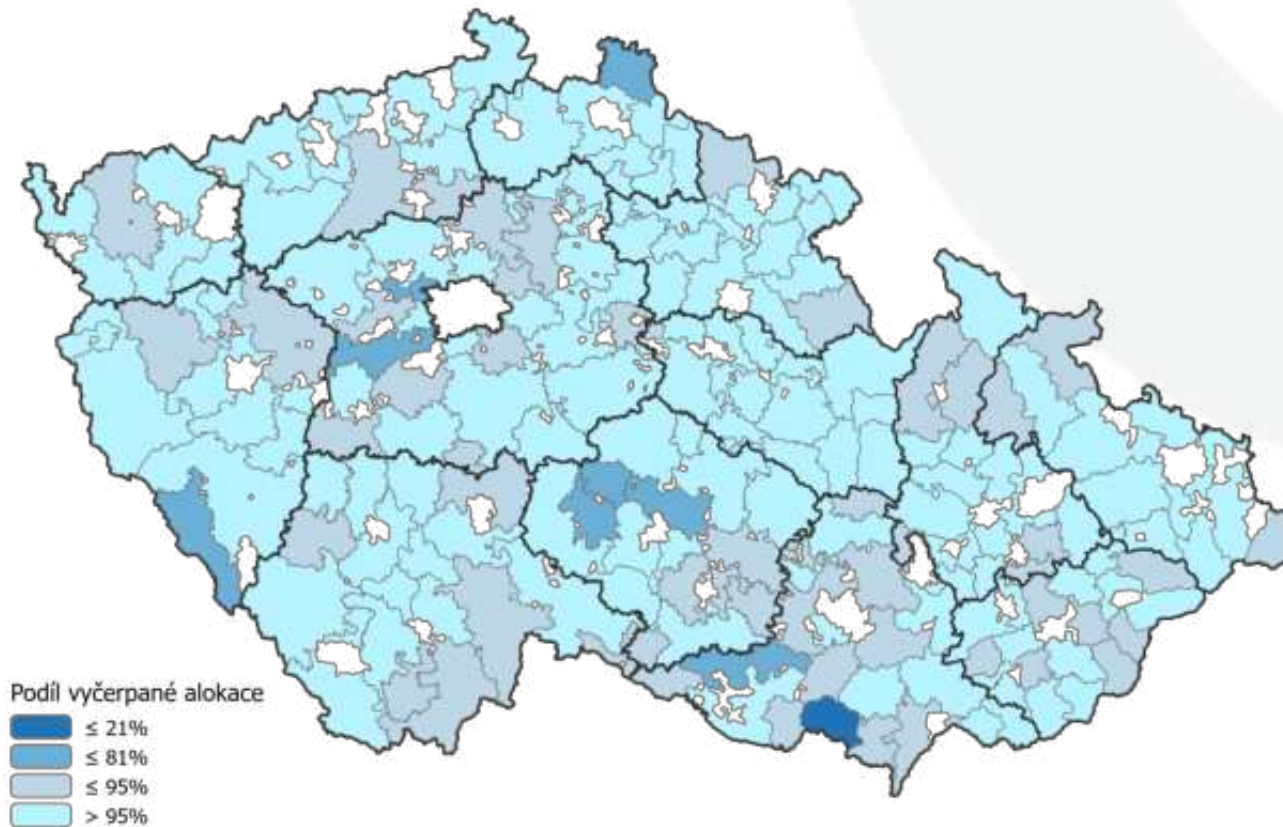 Podíl vyčerpané alokace
≤ 21%
≤ 81%
≤ 95%
> 95%